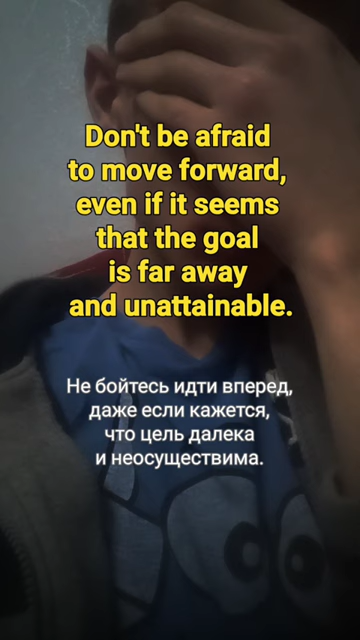 Don't be afraid
to move forward,
even if it seems
that the goal
is far away
and unattainable.
Не бойтесь идти вперед,
даже если кажется,
что цель далека
и неосуществима.